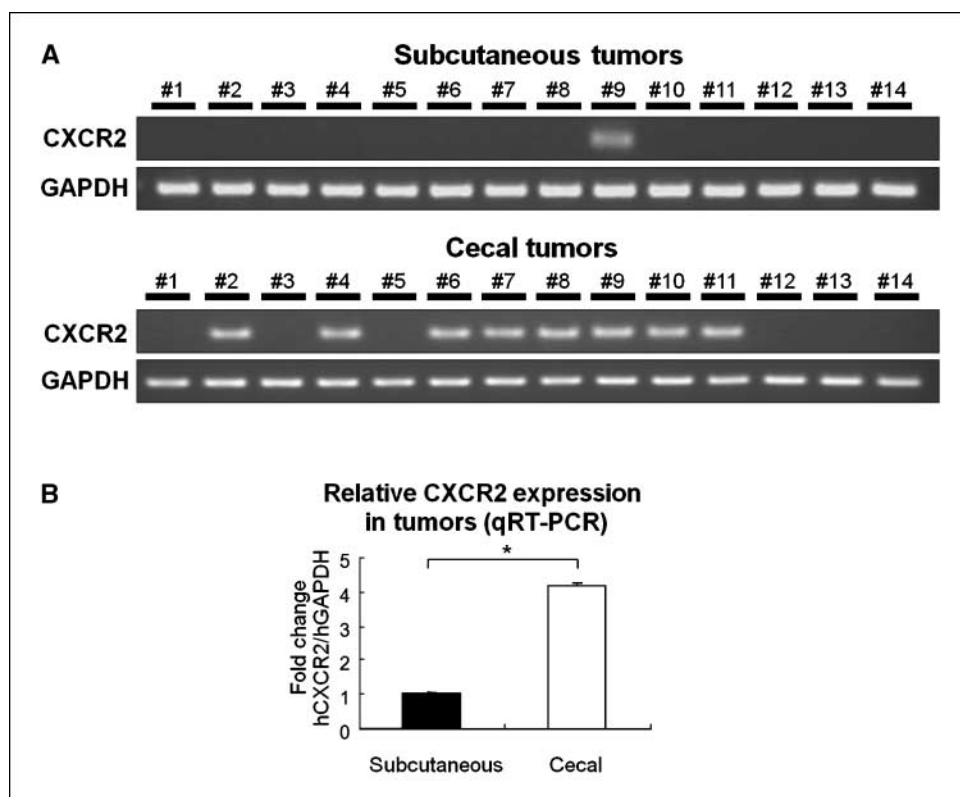 A
Subcutaneous tumors
#1 #2 #3 #4 #5 #6 #7 #8 #9 #10 #11 #12 #13 #14
CXCR2
GAPDH
Cecal tumors
#1 #2 #3 #4 #5 #6 #7 #8 #9 #10 #11 #12 #13 #14
CXCR2
GAPDH
B
Relative CXCR2 expression
in tumors (qRT-PCR)
*
Fold change
hCXCR2/hGAPDH
5
4
3
2
1
0
Subcutaneous Cecal